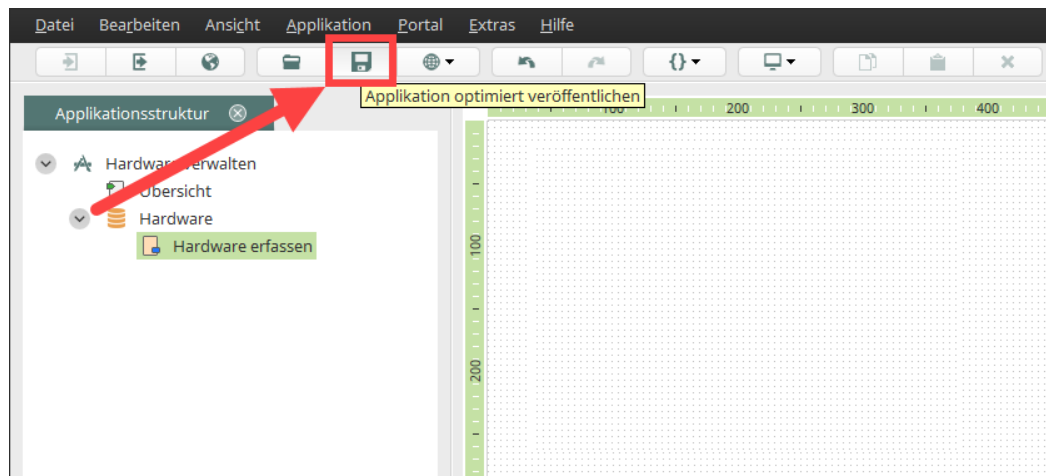 Datei Bearbeiten Ansicht Applikation Portal Extras Hilfe
Applikation optimiert veröffentlichen
Applikationsstruktur
100 200 300 400
Hardware verwalten
Übersicht
Hardware
Hardware erfassen
100
200